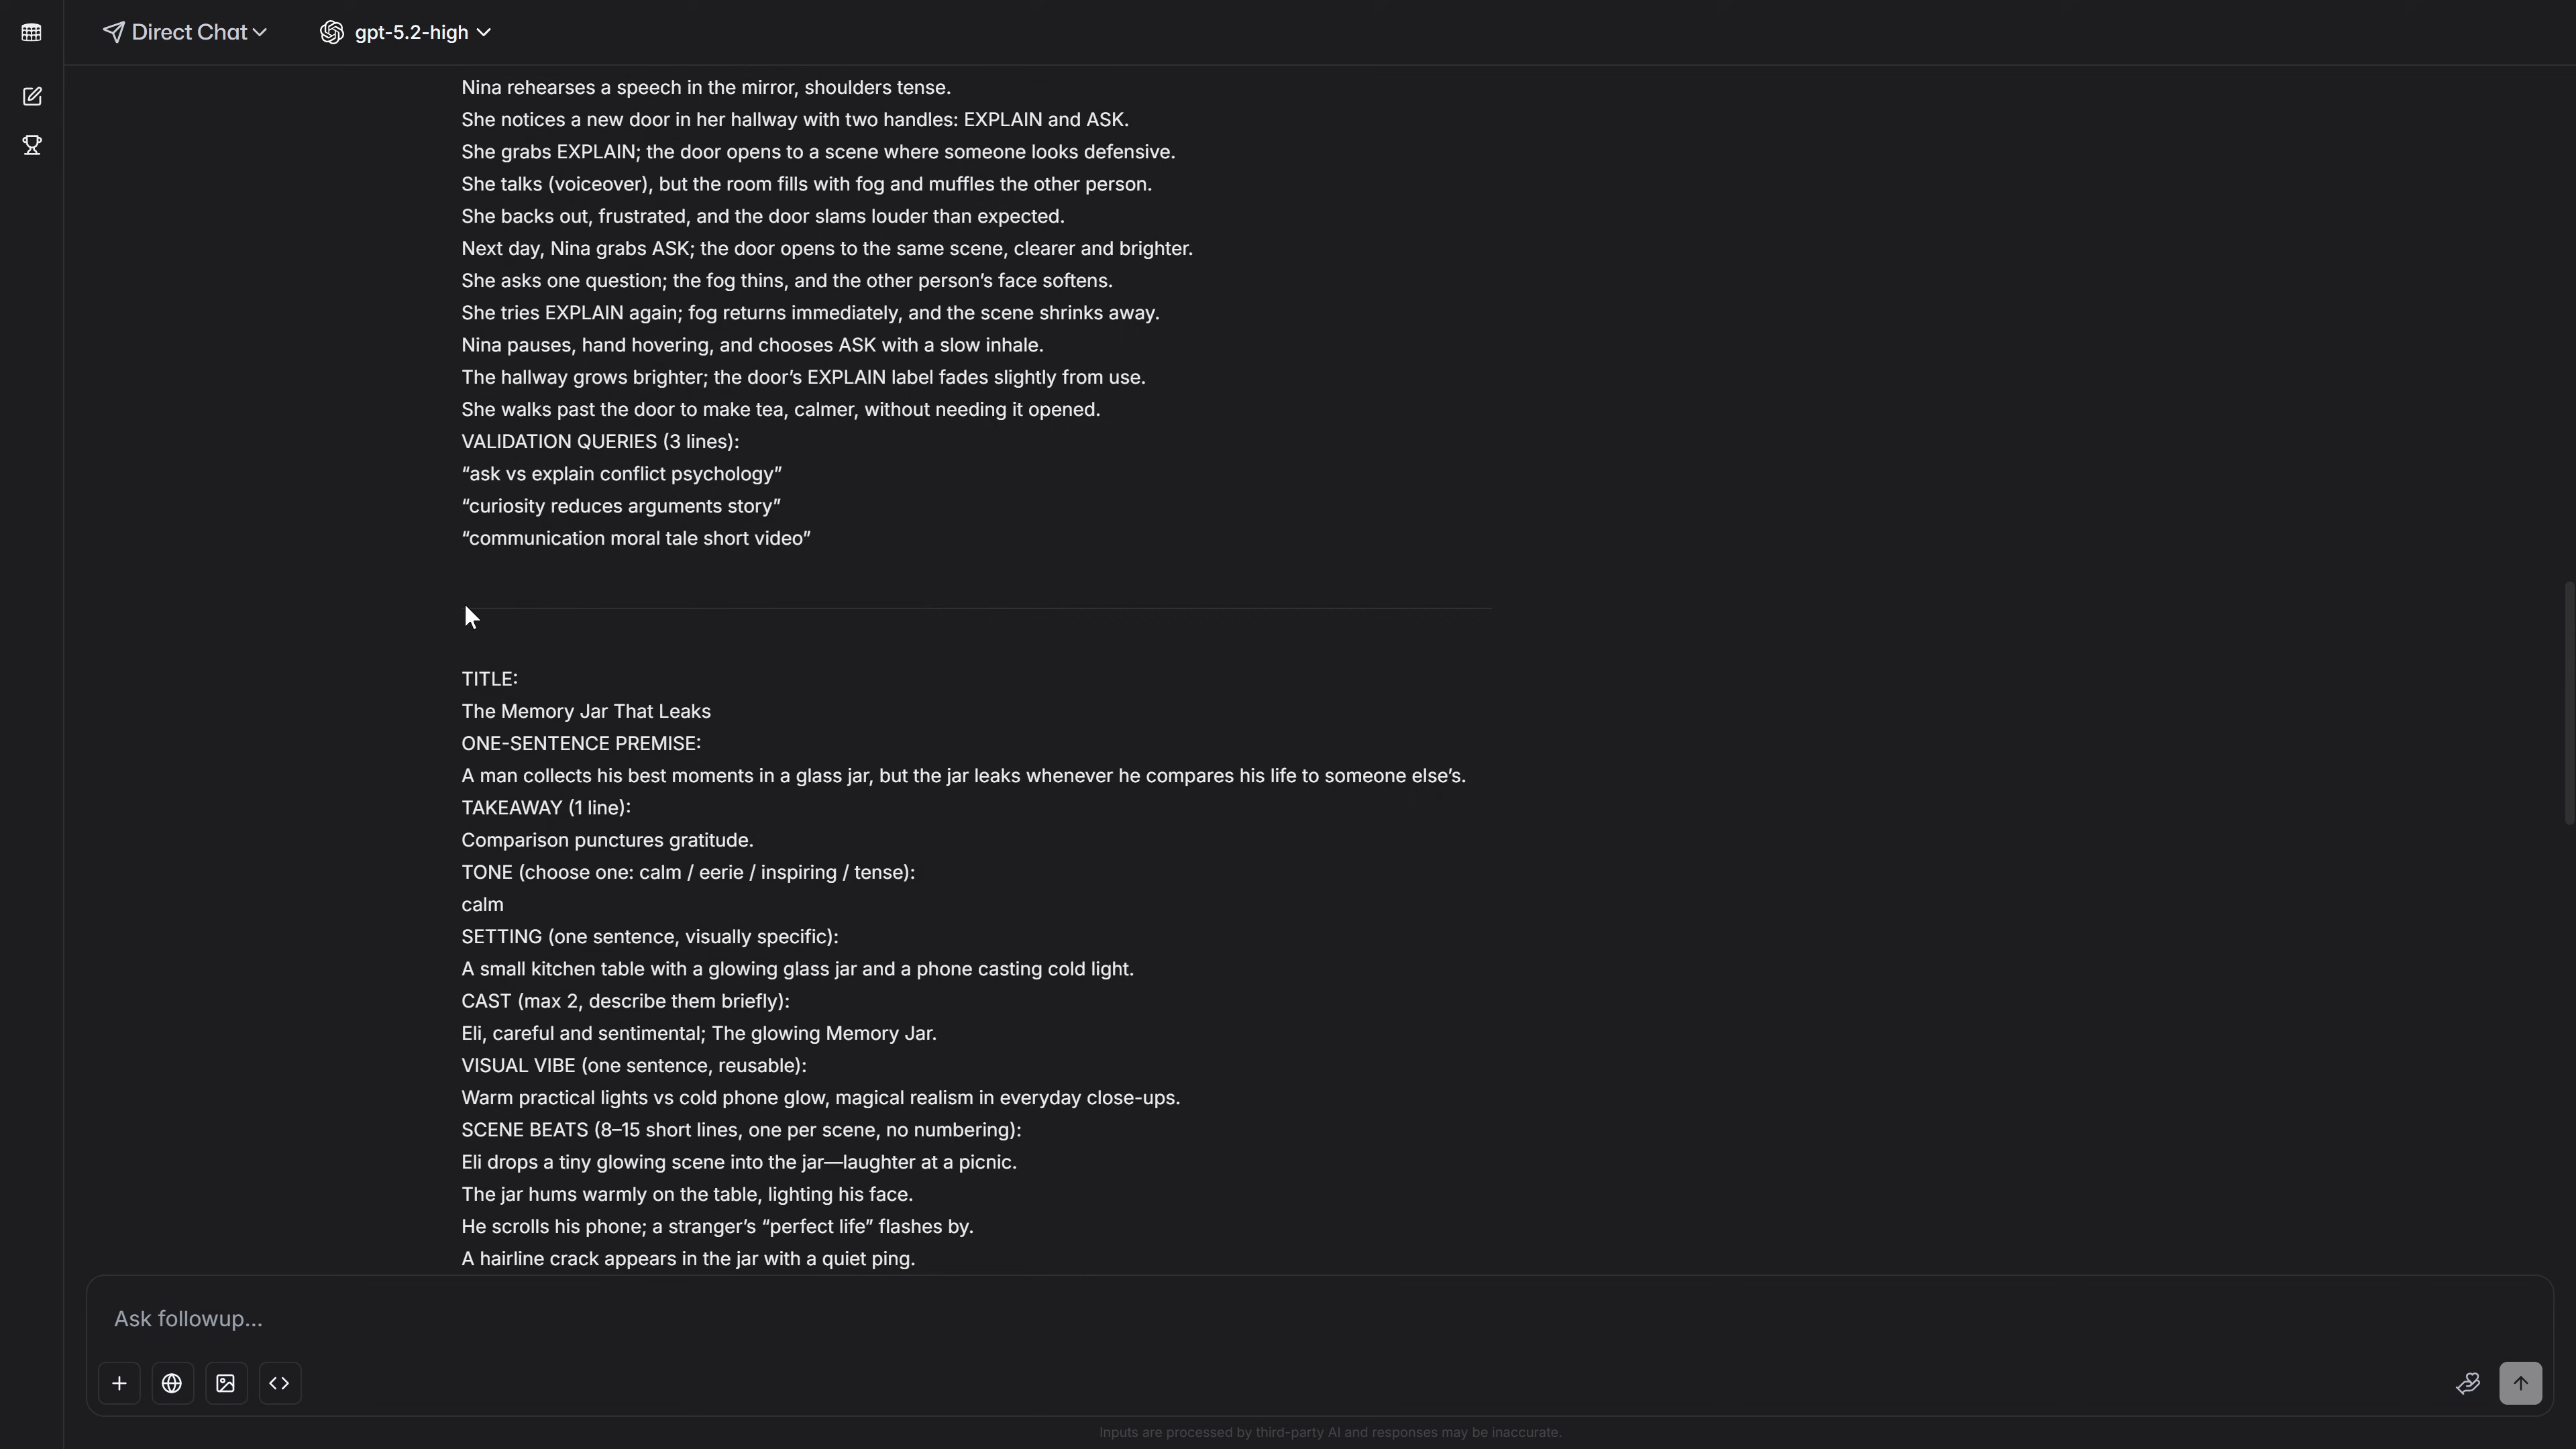 Direct Chat
gpt-5.2-high
Nina rehearses a speech in the mirror, shoulders tense.
She notices a new door in her hallway with two handles: EXPLAIN and ASK.
She grabs EXPLAIN; the door opens to a scene where someone looks defensive.
She talks (voiceover), but the room fills with fog and muffles the other person.
She backs out, frustrated, and the door slams louder than expected.
Next day, Nina grabs ASK; the door opens to the same scene, clearer and brighter.
She asks one question; the fog thins, and the other person’s face softens.
She tries EXPLAIN again; fog returns immediately, and the scene shrinks away.
Nina pauses, hand hovering, and chooses ASK with a slow inhale.
The hallway grows brighter; the door’s EXPLAIN label fades slightly from use.
She walks past the door to make tea, calmer, without needing it opened.
VALIDATION QUERIES (3 lines):
“ask vs explain conflict psychology”
“curiosity reduces arguments story”
“communication moral tale short video”
TITLE:
The Memory Jar That Leaks
ONE-SENTENCE PREMISE:
A man collects his best moments in a glass jar, but the jar leaks whenever he compares his life to someone else’s.
TAKEAWAY (1 line):
Comparison punctures gratitude.
TONE (choose one: calm / eerie / inspiring / tense):
calm
SETTING (one sentence, visually specific):
A small kitchen table with a glowing glass jar and a phone casting cold light.
CAST (max 2, describe them briefly):
Eli, careful and sentimental; The glowing Memory Jar.
VISUAL VIBE (one sentence, reusable):
Warm practical lights vs cold phone glow, magical realism in everyday close-ups.
SCENE BEATS (8–15 short lines, one per scene, no numbering):
Eli drops a tiny glowing scene into the jar—laughter at a picnic.
The jar hums warmly on the table, lighting his face.
He scrolls his phone; a stranger’s “perfect life” flashes by.
A hairline crack appears in the jar with a quiet ping.
Ask followup...
Inputs are processed by third-party AI and responses may be inaccurate.